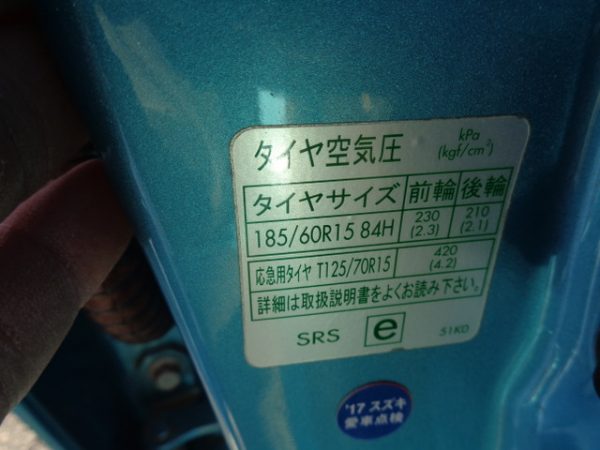 タイヤ空気圧 kPa
(kgf/cm²)
タイヤサイズ 前輪 後輪
185/60R15 84H 230 210
(2.3) (2.1)
応急用タイヤ T125/70R15 420
(4.2)
詳細は取扱説明書をよくお読み下さい。
SRS e 51K0
'17 スズキ
愛車点検